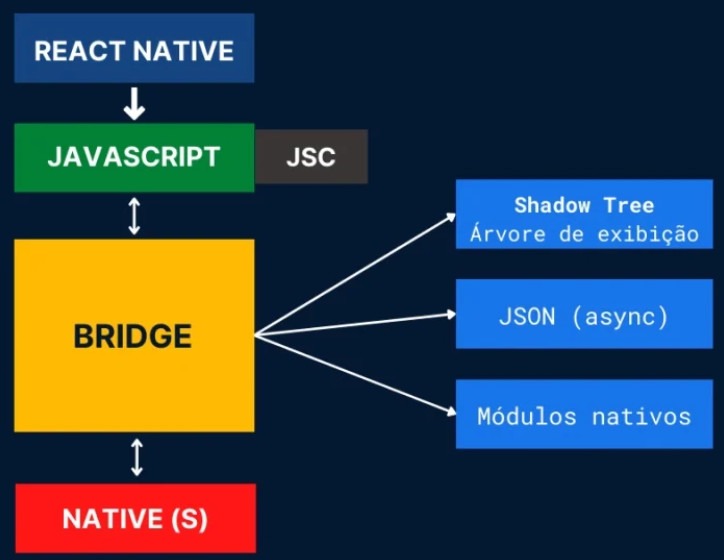 REACT NATIVE
JAVASCRIPT
JSC
BRIDGE
NATIVE (S)
Shadow Tree
Árvore de exibição
JSON (async)
Módulos nativos